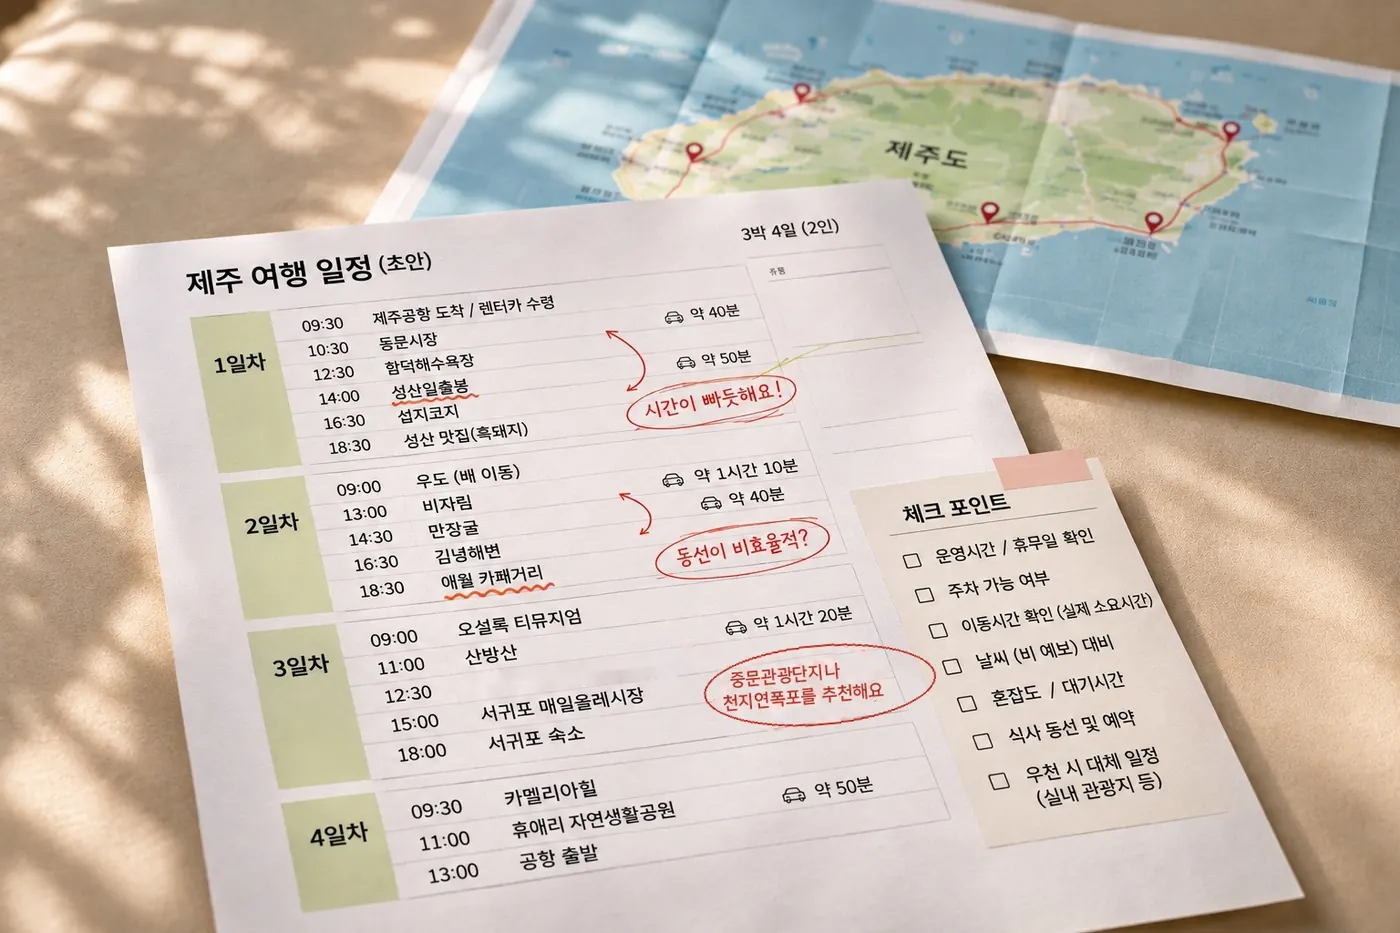 제주도
제주 여행 일정 (초안)
3박 4일 (2인)
1일차
09:30 제주공항 도착 / 렌터카 수령
약 40분
10:30 동문시장
12:30 함덕해수욕장
약 50분
14:00 성산일출봉
시간이 빠듯해요!
16:30 섭지코지
18:30 성산 맛집(흑돼지)
2일차
09:00 우도 (배 이동)
약 1시간 10분
13:00 비자림
약 40분
14:30 만장굴
동선이 비효율적?
16:30 김녕해변
18:30 애월 카페거리
3일차
09:00 오설록 티뮤지엄
약 1시간 20분
11:00 산방산
12:30
중문관광단지나
천지연폭포를 추천해요
15:00 서귀포 매일올레시장
18:00 서귀포 숙소
4일차
09:30 카멜리아힐
약 50분
11:00 휴애리 자연생활공원
13:00 공항 출발
체크 포인트
운영시간 / 휴무일 확인
주차 가능 여부
이동시간 확인 (실제 소요시간)
날씨 (비 예보) 대비
혼잡도 / 대기시간
식사 동선 및 예약
우천 시 대체 일정
(실내 관광지 등)